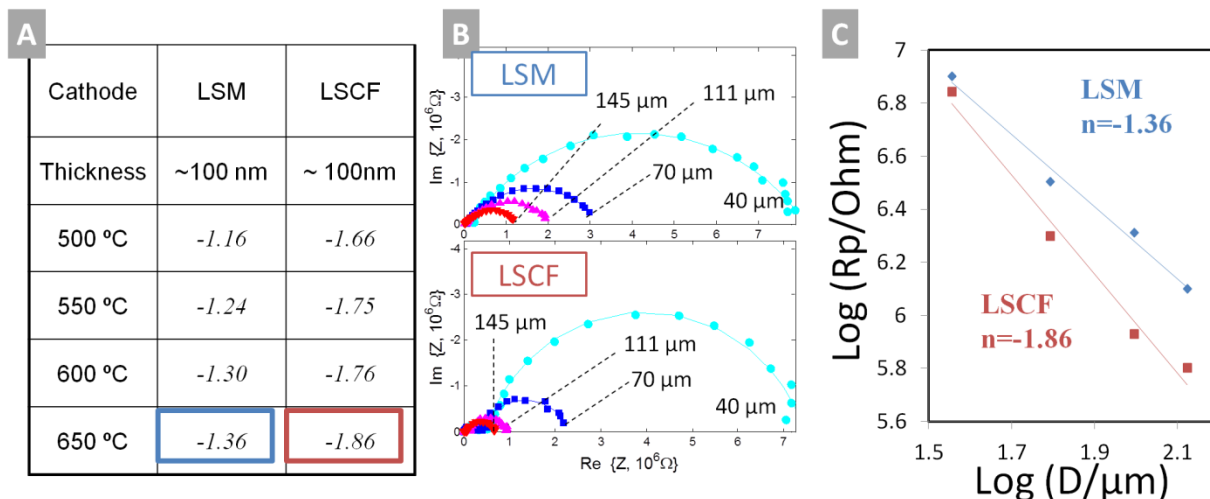 A
Cathode LSM LSCF
Thickness ~100 nm ~ 100nm
500 ºC -1.16 -1.66
550 ºC -1.24 -1.75
600 ºC -1.30 -1.76
650 ºC -1.36 -1.86
B
LSM
145 µm
111 µm
70 µm
40 µm
Im {Z, 10⁶Ω}
-3
-2
-1
0
0 1 2 3 4 5 6 7
LSCF
145 µm
111 µm
70 µm
40 µm
Im {Z, 10⁶Ω}
-4
-3
-2
-1
0
0 1 2 3 4 5 6 7
Re {Z, 10⁶Ω}
C
LSM
n=-1.36
LSCF
n=-1.86
Log (Rp/Ohm)
7
6.8
6.6
6.4
6.2
6
5.8
5.6
1.5 1.7 1.9 2.1
Log (D/µm)